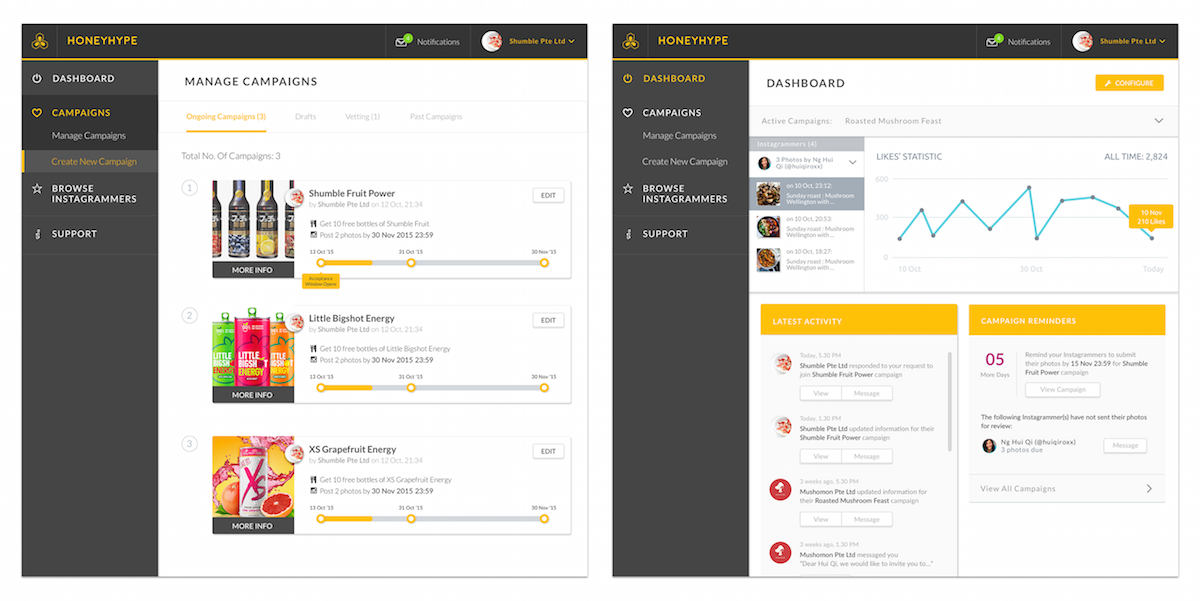 HONEYHYPE
4
Notifications
Shumble Pte Ltd
DASHBOARD
CAMPAIGNS
Manage Campaigns
Create New Campaign
BROWSE
INSTAGRAMMERS
SUPPORT
MANAGE CAMPAIGNS
Ongoing Campaigns (3)
Drafts
Vetting (1)
Past Campaigns
Total No. Of Campaigns: 3
1
MORE INFO
Shumble Fruit Power
EDIT
by Shumble Pte Ltd on 12 Oct, 21:34
Get 10 free bottles of Shumble Fruit
Post 2 photos by 30 Nov 2015 23:59
13 Oct '15
31 Oct '15
30 Nov '15
Acceptance
Window Opens
2
LITTLE
BIGSHOT
ENERGY
MORE INFO
Little Bigshot Energy
EDIT
by Shumble Pte Ltd on 12 Oct, 21:34
Get 10 free bottles of Little Bigshot Energy
Post 2 photos by 30 Nov 2015 23:59
13 Oct '15
31 Oct '15
30 Nov '15
3
XS
MORE INFO
XS Grapefruit Energy
EDIT
by Shumble Pte Ltd on 12 Oct, 21:34
Get 10 free bottles of XS Grapefruit Energy
Post 2 photos by 30 Nov 2015 23:59
13 Oct '15
31 Oct '15
30 Nov '15
HONEYHYPE
4
Notifications
Shumble Pte Ltd
DASHBOARD
CAMPAIGNS
Manage Campaigns
Create New Campaign
BROWSE
INSTAGRAMMERS
SUPPORT
DASHBOARD
CONFIGURE
Active Campaigns: Roasted Mushroom Feast
Instagrammers (4)
3 Photos by Ng Hui
Qi (@huiqiroxx)
on 10 Oct, 23:12:
Sunday roast : Mushroom
Wellington with ...
on 10 Oct, 20:53:
Sunday roast : Mushroom
Wellington with ...
on 10 Oct, 18:27:
Sunday roast : Mushroom
Wellington with ...
LIKES' STATISTIC
ALL TIME: 2,824
600
300
0
10 Oct
30 Oct
Today
10 Nov
210 Likes
LATEST ACTIVITY
Today, 5.30 PM
Shumble Pte Ltd responded to your request to
join Shumble Fruit Power campaign
View
Message
Today, 1.30 PM
Shumble Pte Ltd updated information for their
Shumble Fruit Power campaign
View
Message
3 weeks ago, 5.30 PM
Mushomon Pte Ltd updated information for
their Roasted Mushroom Feast campaign
View
Message
3 weeks ago, 1.30 PM
Mushomon Pte Ltd messaged you
"Dear Hui Qi, we would like to invite you to..."
CAMPAIGN REMINDERS
05
More Days
Remind your Instagrammers to submit
their photos by 15 Nov 23:59 for Shumble
Fruit Power campaign
View Campaign
The following Instagrammer(s) have not sent their photos
for review:
Ng Hui Qi (@huiqiroxx)
3 photos due
Message
View All Campaigns